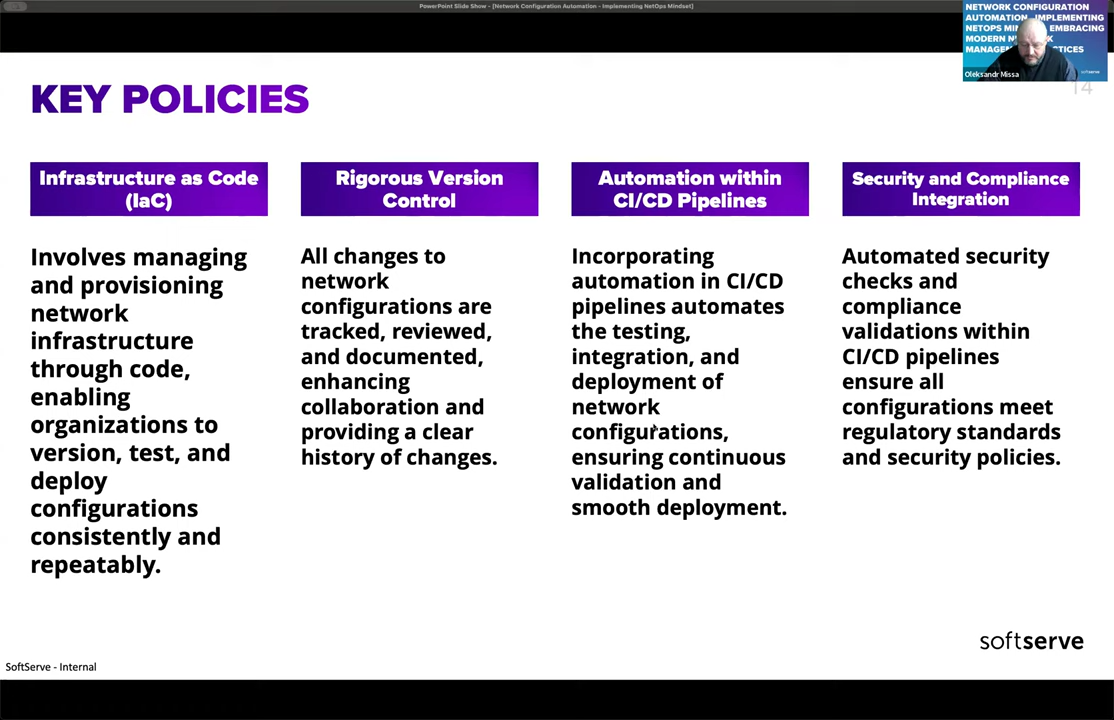 PowerPoint Slide Show - [Network Configuration Automation - Implementing NetOps Mindset]
NETWORK CONFIGURATION
AUTOMATION IMPLEMENTING
NETOPS EMBRACING
MODERN
Oleksandr Missa
softserve
14
KEY POLICIES
Infrastructure as Code
(IaC)
Involves managing
and provisioning
network
infrastructure
through code,
enabling
organizations to
version, test, and
deploy
configurations
consistently and
repeatably.
Rigorous Version
Control
All changes to
network
configurations are
tracked, reviewed,
and documented,
enhancing
collaboration and
providing a clear
history of changes.
Automation within
CI/CD Pipelines
Incorporating
automation in CI/CD
pipelines automates
the testing,
integration, and
deployment of
network
configurations,
ensuring continuous
validation and
smooth deployment.
Security and Compliance
Integration
Automated security
checks and
compliance
validations within
CI/CD pipelines
ensure all
configurations meet
regulatory standards
and security policies.
softserve
SoftServe - Internal